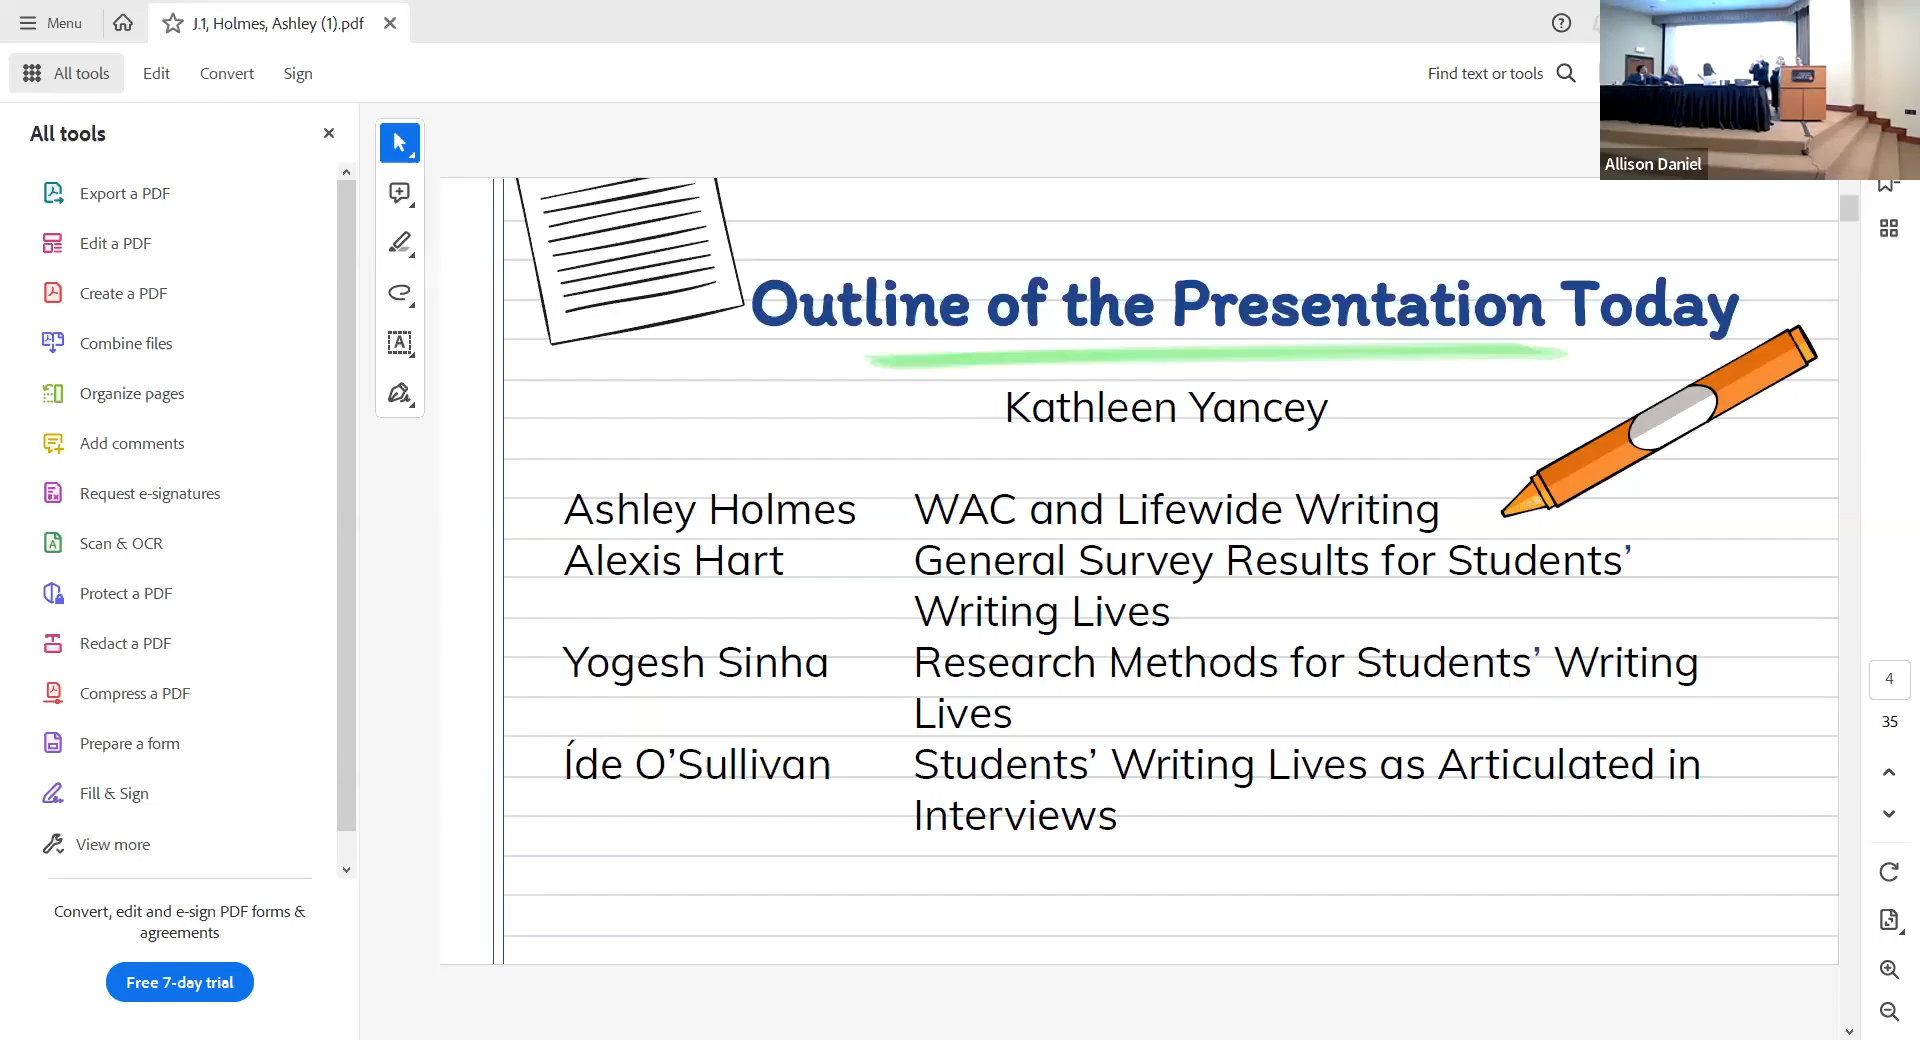 Menu
J.1, Holmes, Ashley (1).pdf
All tools
Edit
Convert
Sign
Find text or tools
Allison Daniel
All tools
Export a PDF
Edit a PDF
Create a PDF
Combine files
Organize pages
Add comments
Request e-signatures
Scan & OCR
Protect a PDF
Redact a PDF
Compress a PDF
Prepare a form
Fill & Sign
View more
Convert, edit and e-sign PDF forms &
agreements
Free 7-day trial
Outline of the Presentation Today
Kathleen Yancey
Ashley Holmes WAC and Lifewide Writing
Alexis Hart General Survey Results for Students’
Writing Lives
Yogesh Sinha Research Methods for Students’ Writing
Lives
Íde O’Sullivan Students’ Writing Lives as Articulated in
Interviews
4
35